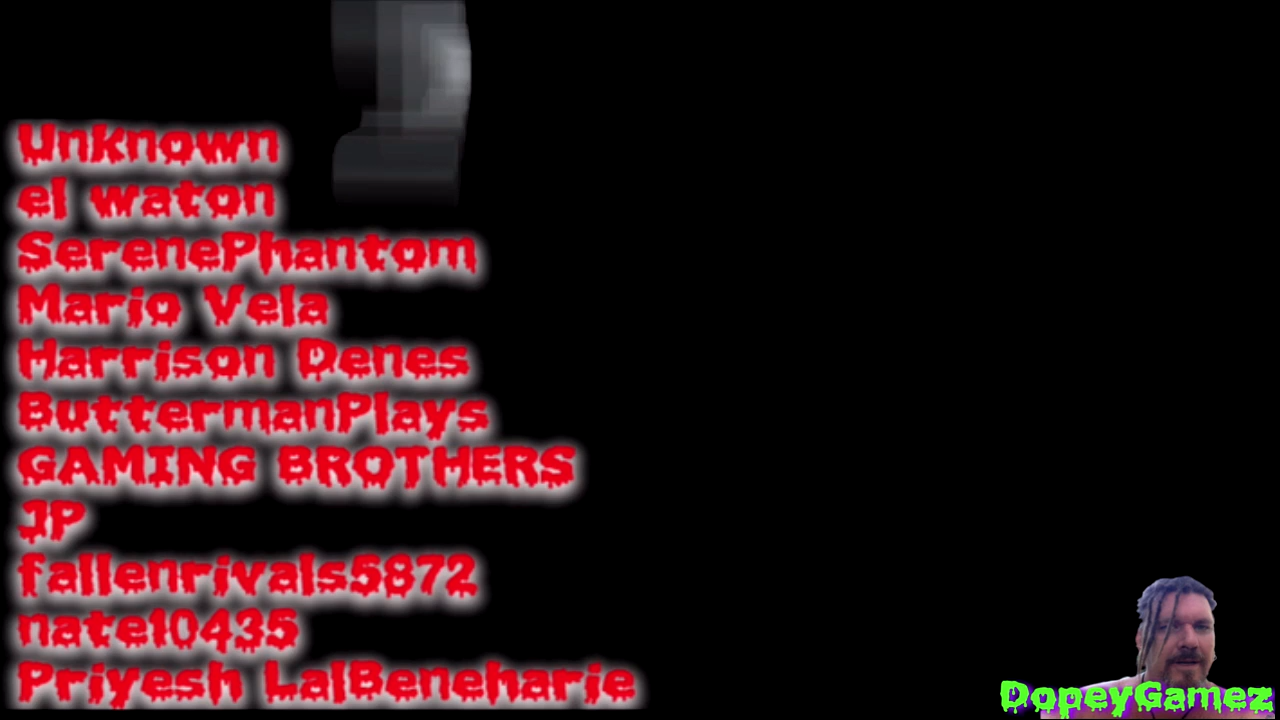 Unknown
el waton
SerenePhantom
Mario Vela
Harrison Denes
ButtermanPlays
GAMING BROTHERS
JP
fallenrivals5872
nate10435
Priyesh LalBeneharie
DopeyGamez